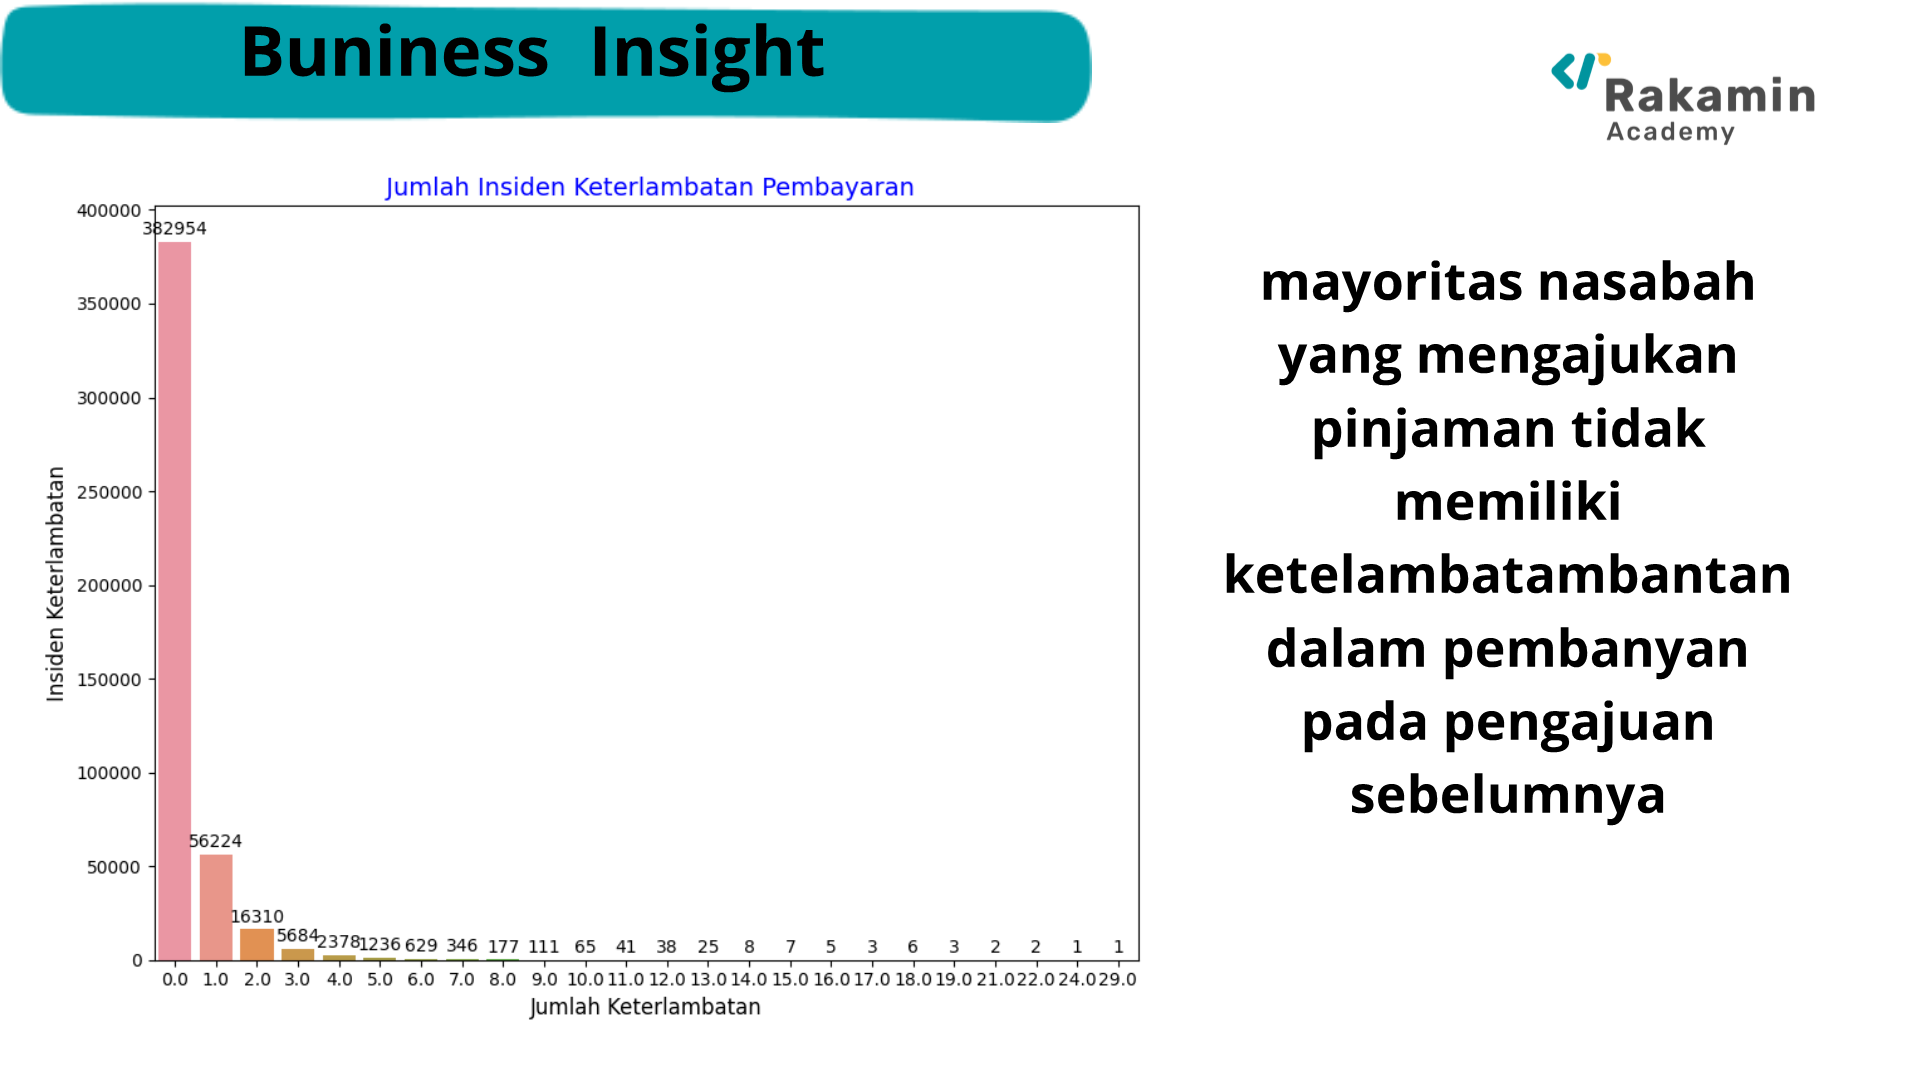 Buniness Insight
Rakamin
Academy
Jumlah Insiden Keterlambatan Pembayaran
400000
382954
350000
300000
250000
200000
150000
100000
50000
0
Insiden Keterlambatan
56224
16310
5684
2378
1236
629
346
177
111
65
41
38
25
8
7
5
3
6
3
2
2
1
1
0.0 1.0 2.0 3.0 4.0 5.0 6.0 7.0 8.0 9.0 10.0 11.0 12.0 13.0 14.0 15.0 16.0 17.0 18.0 19.0 21.0 22.0 24.0 29.0
Jumlah Keterlambatan
mayoritas nasabah
yang mengajukan
pinjaman tidak
memiliki
ketelambatambantan
dalam pembanyan
pada pengajuan
sebelumnya